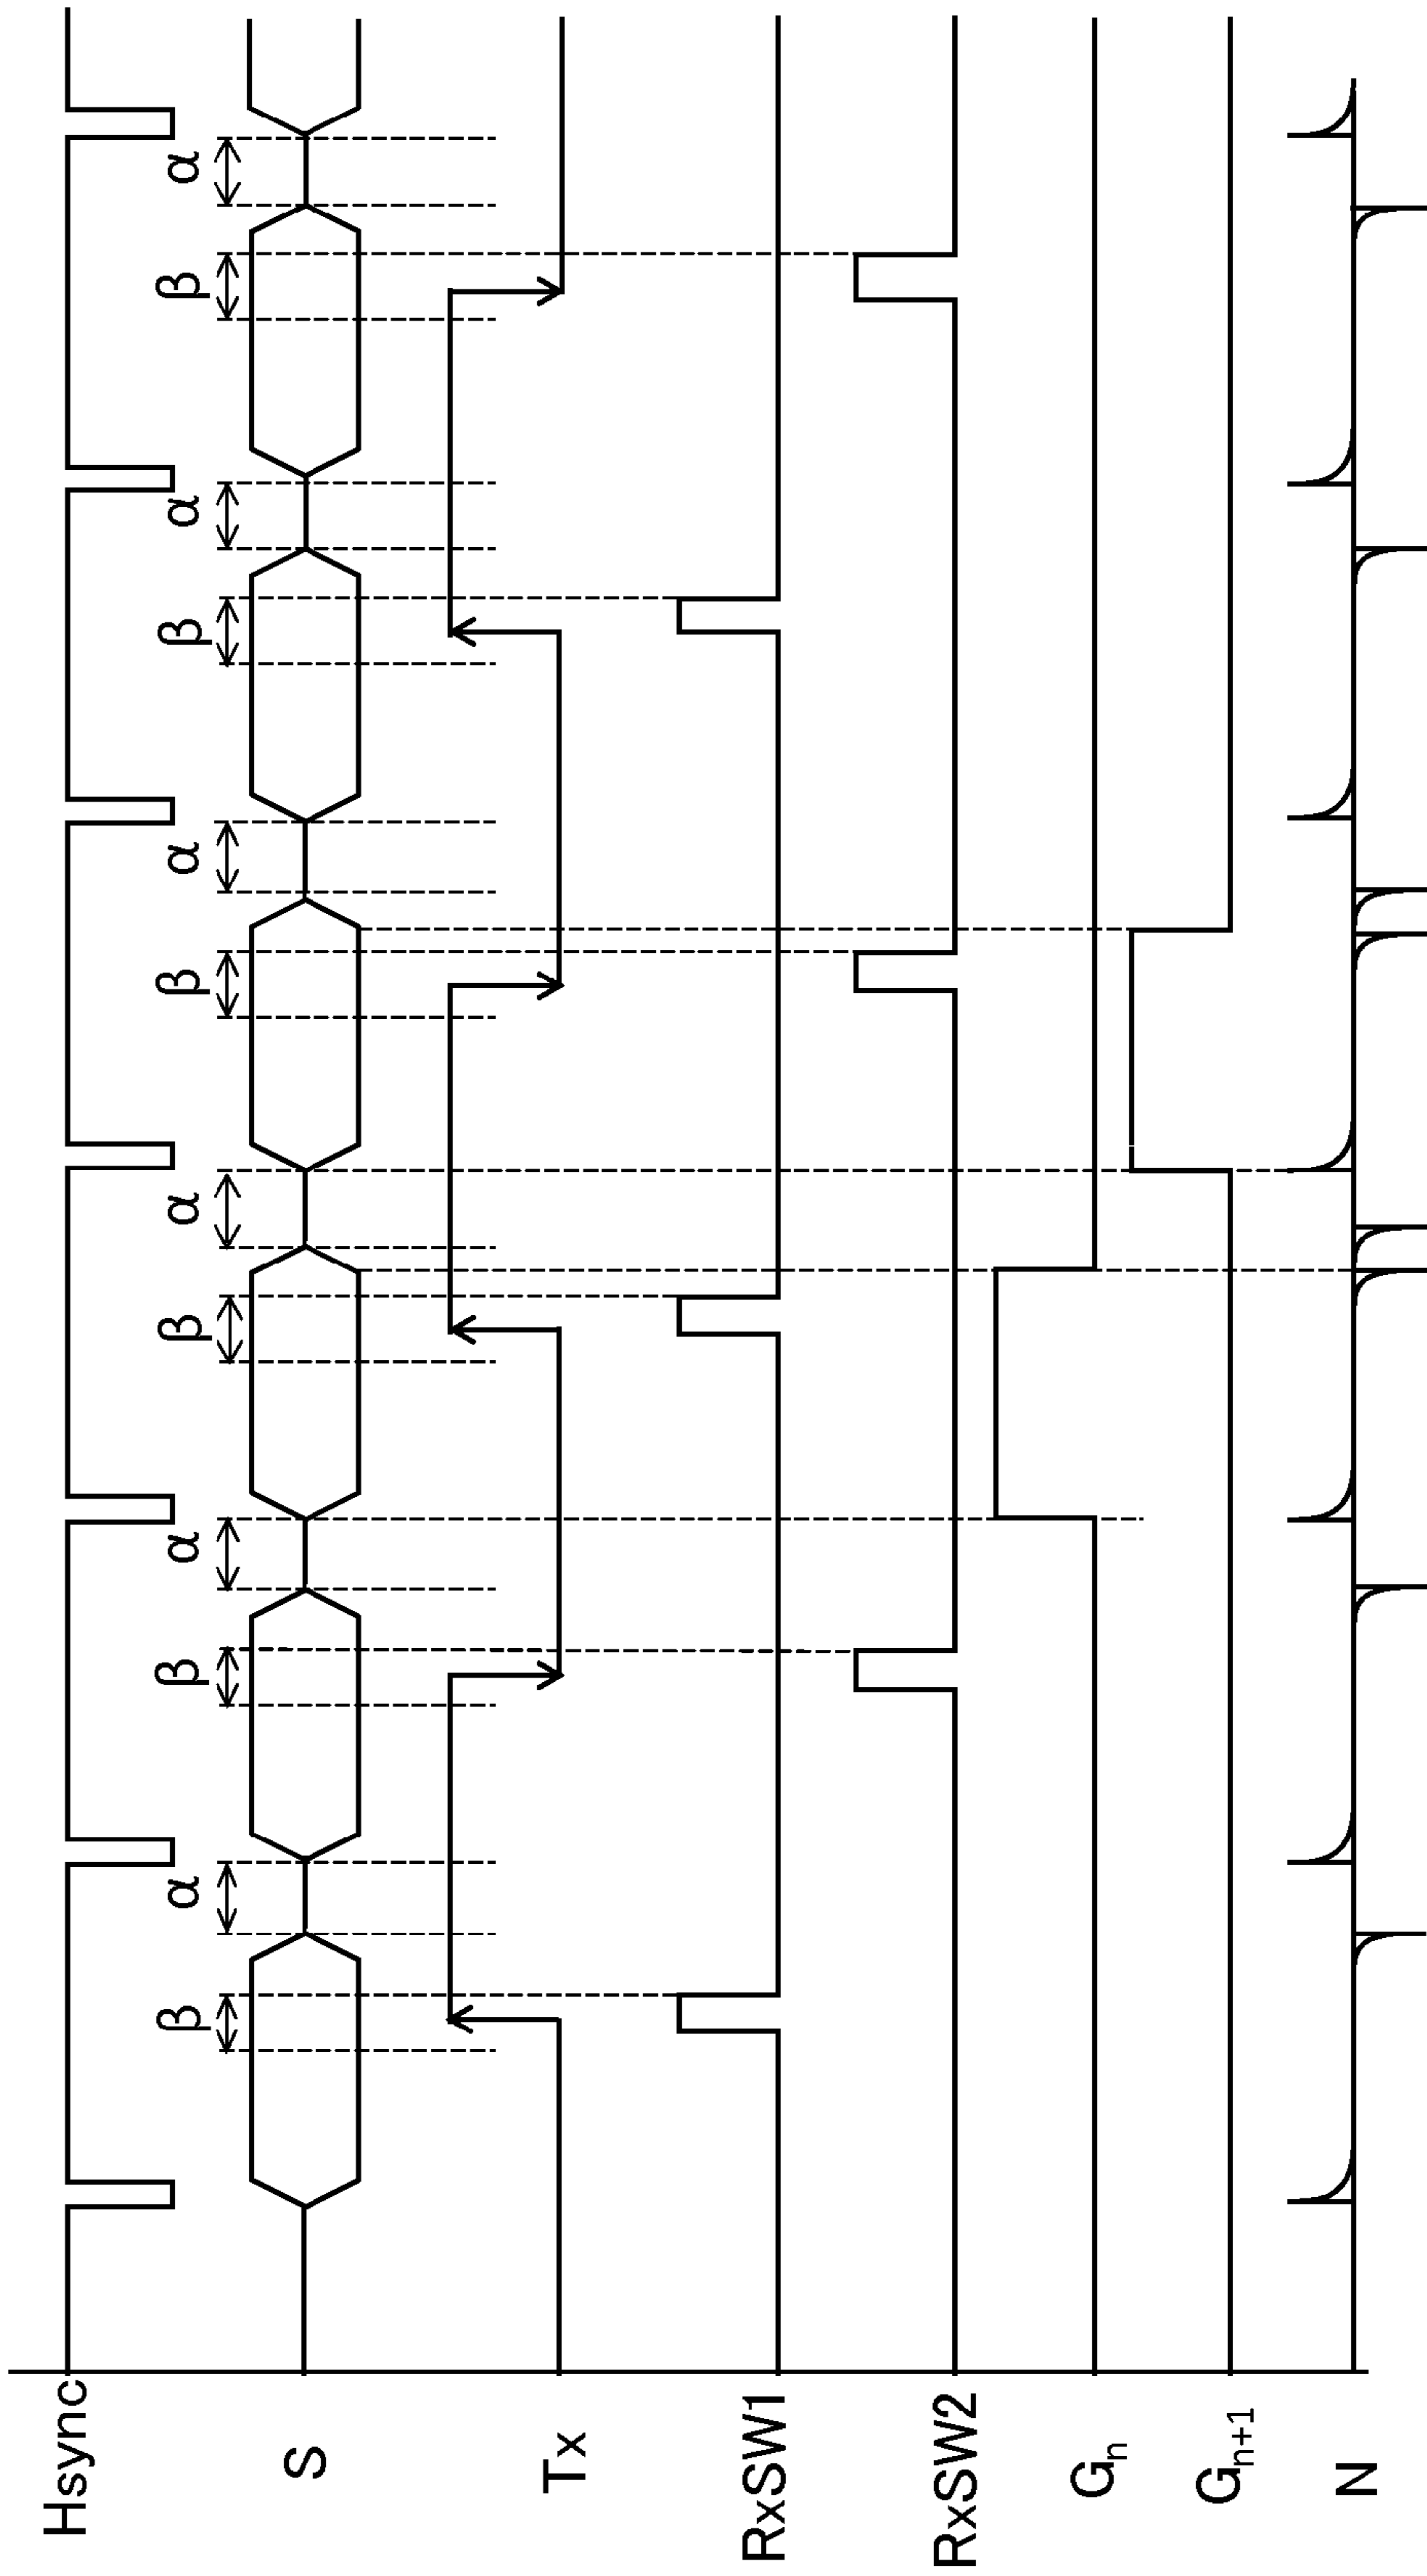 Hsync
β α β α β α β α β α β α
S
Tx
RxSW1
RxSW2
Gn
Gn+1
N